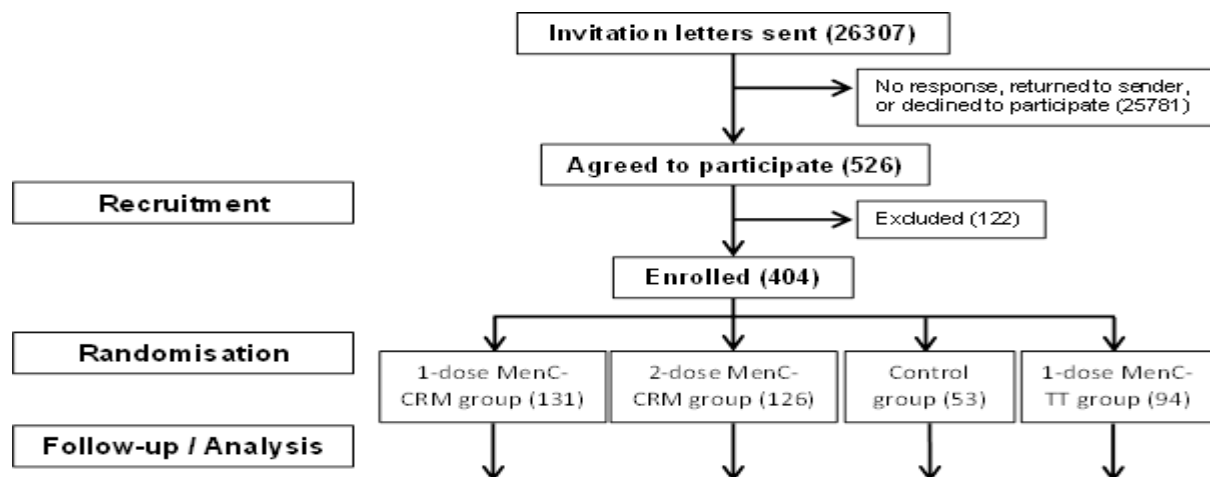 Invitation letters sent (26307)
No response, returned to sender,
or declined to participate (25781)
Agreed to participate (526)
Recruitment
Excluded (122)
Enrolled (404)
Randomisation
1-dose MenC-
CRM group (131)
2-dose MenC-
CRM group (126)
Control
group (53)
1-dose MenC-
TT group (94)
Follow-up / Analysis